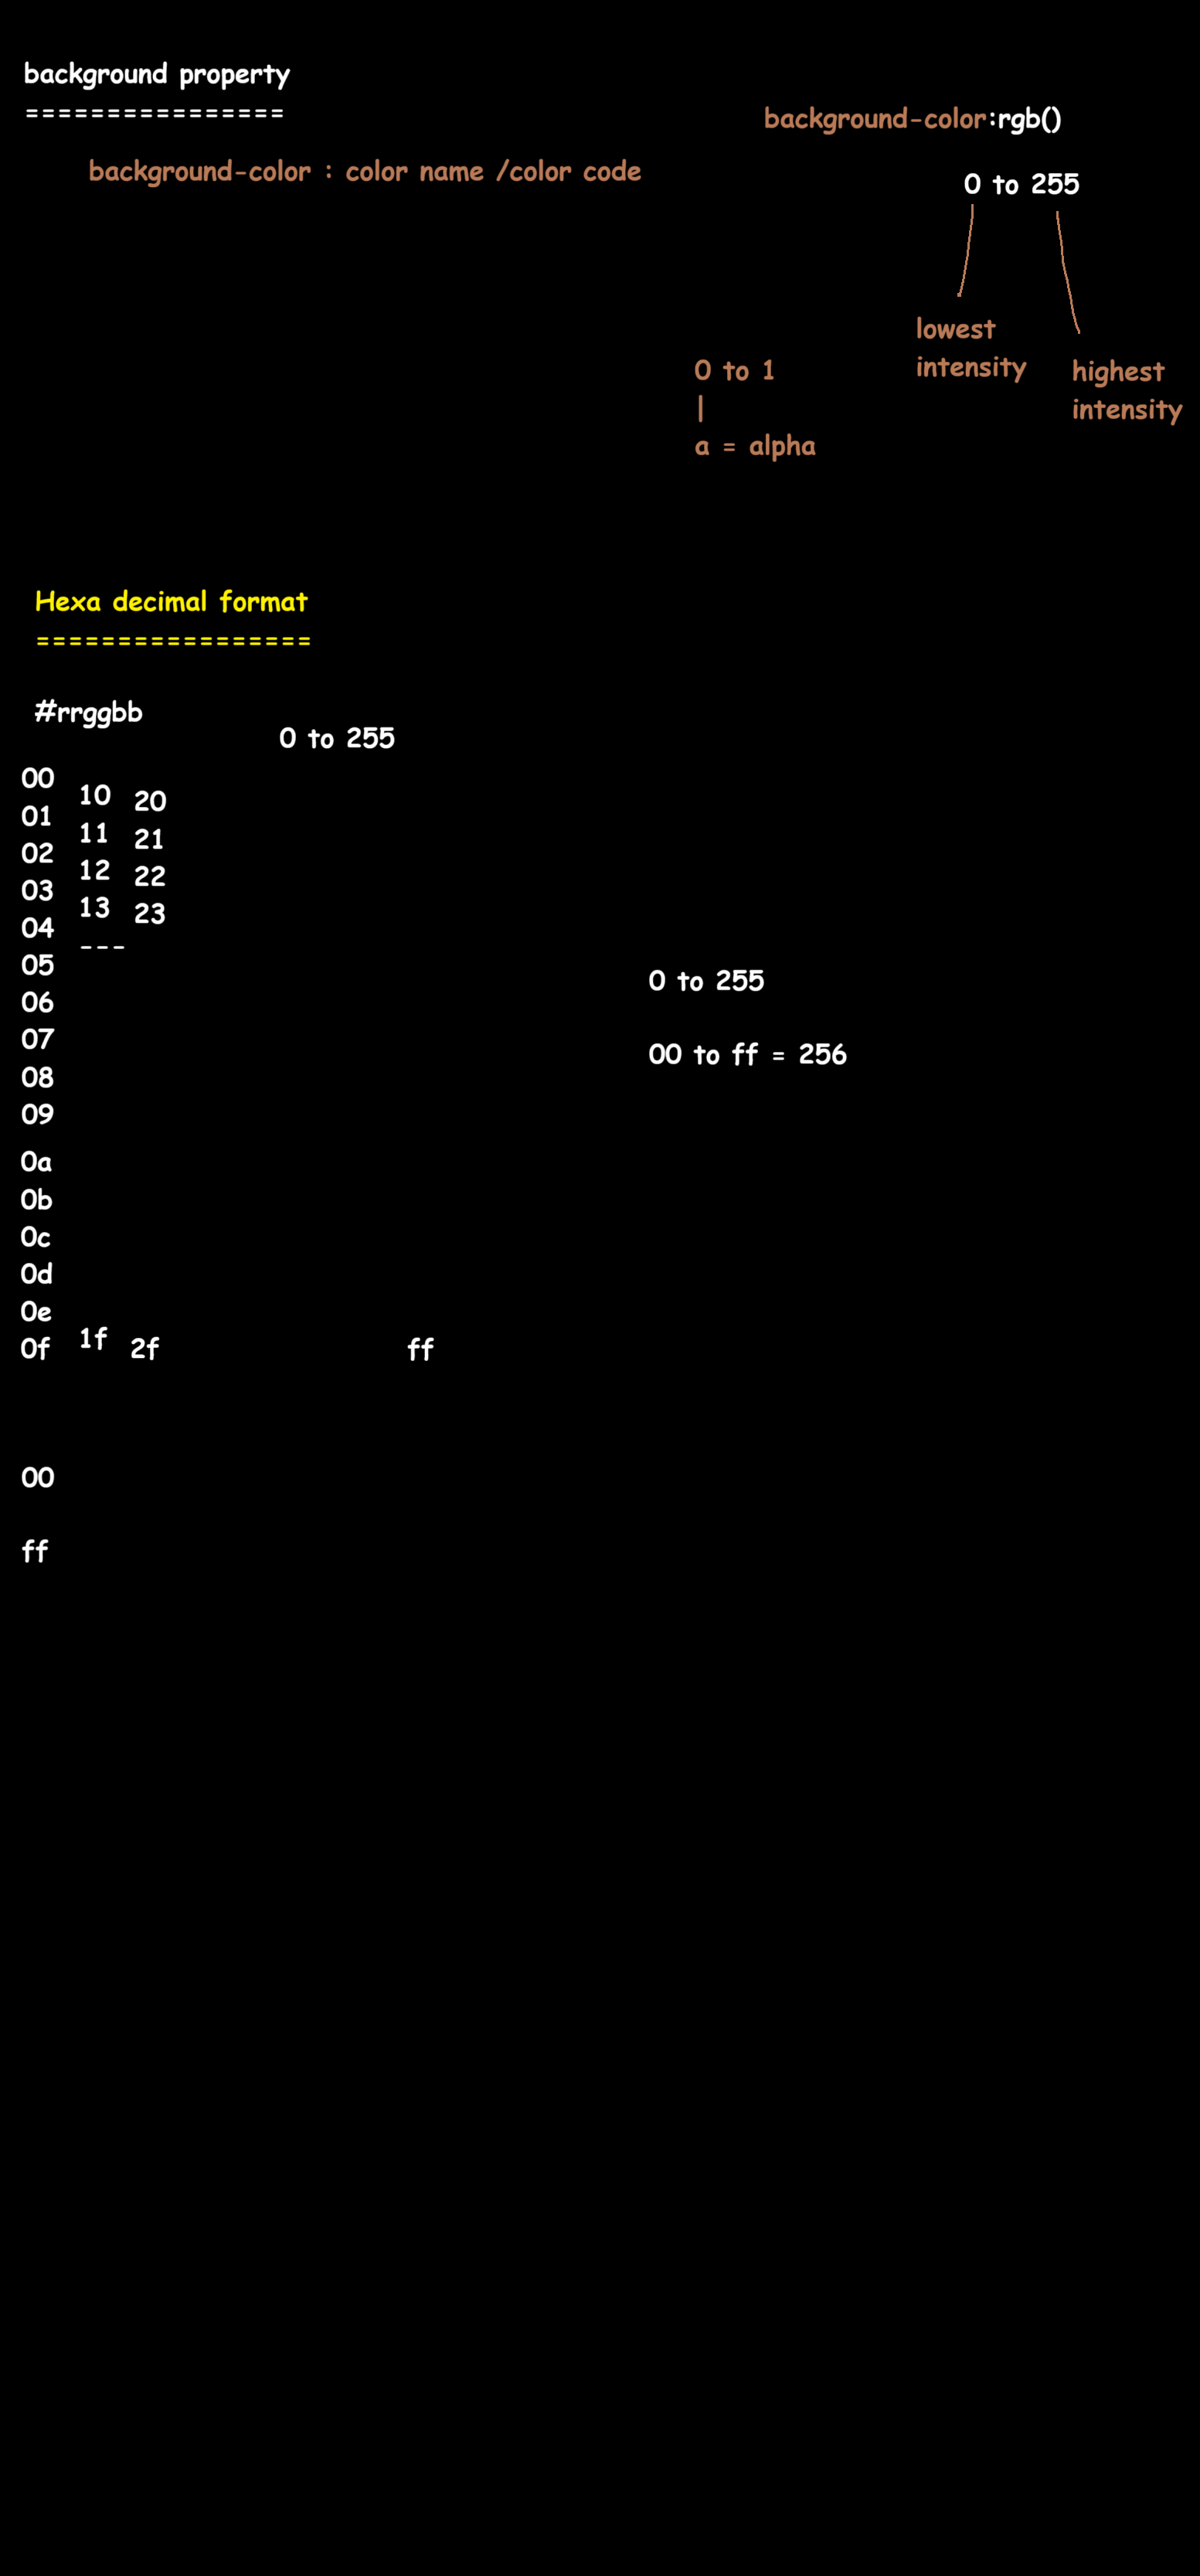 background property
================
background-color : color name /color code
background-color:rgb()
0 to 255
lowest
intensity
highest
intensity
0 to 1
|
a = alpha
Hexa decimal format
=================
#rrggbb
0 to 255
00
01
02
03
04
05
06
07
08
09
0a
0b
0c
0d
0e
0f
10
11
12
13
---
1f
20
21
22
23
2f
ff
0 to 255
00 to ff = 256
00
ff